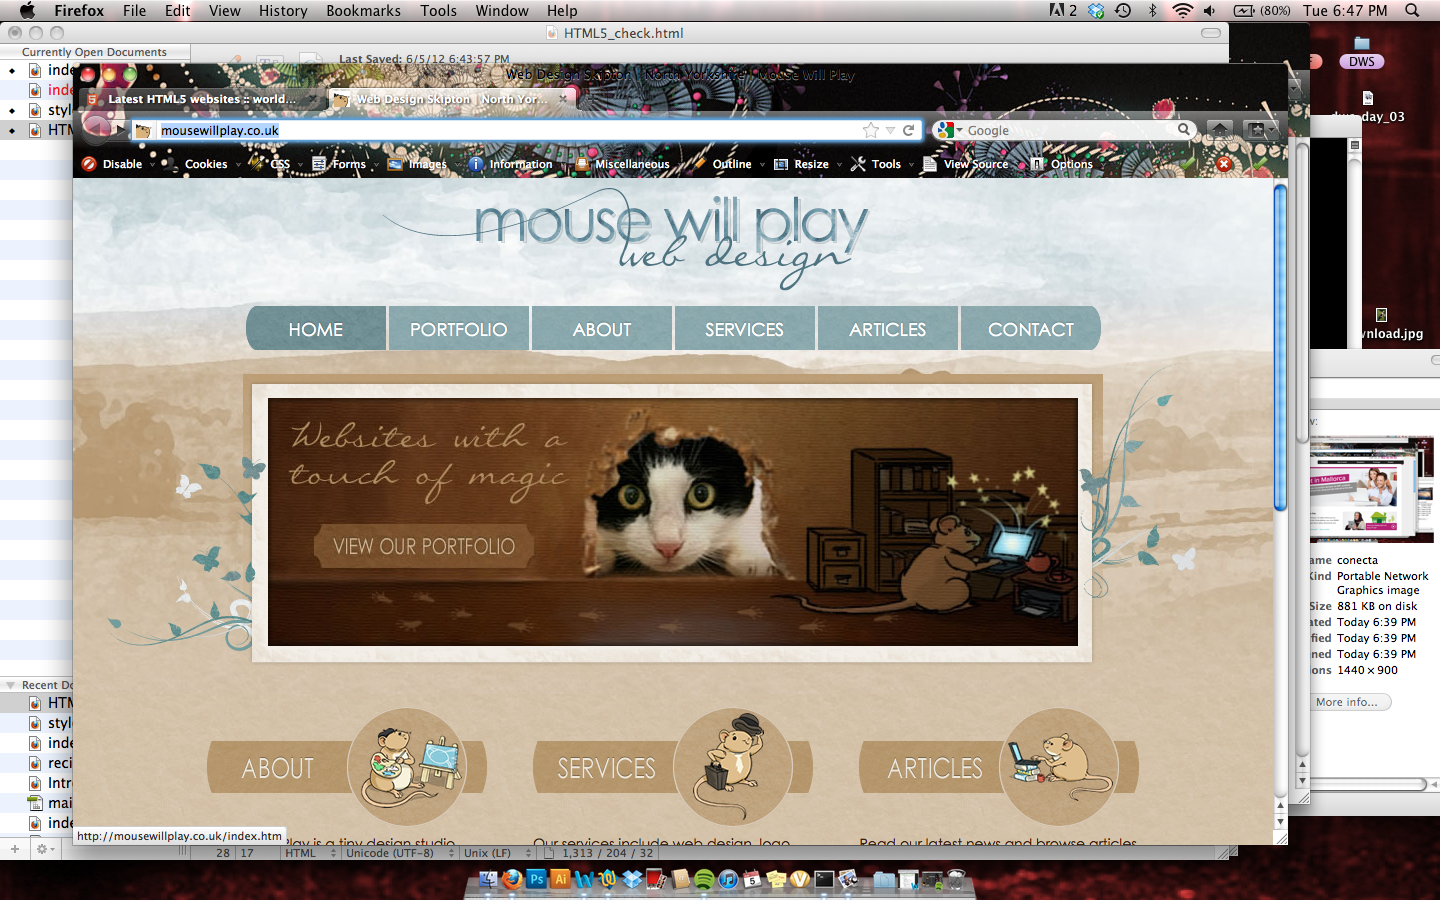 Firefox File Edit View History Bookmarks Tools Window Help
2 (80%) Tue 6:47 PM
HTML5_check.html
Currently Open Documents
Last Saved: 6/5/12 6:43:57 PM
Web Design Skipton | North Yorkshire | Mouse Will Play
Latest HTML5 websites :: world...
Web Design Skipton | North Yor...
mousewillplay.co.uk
Google
Disable Cookies CSS Forms Images Information Miscellaneous Outline Resize Tools View Source Options
inde
inde
styl
HT
mouse will play
web design
HOME PORTFOLIO ABOUT SERVICES ARTICLES CONTACT
Websites with a
touch of magic
VIEW OUR PORTFOLIO
ABOUT SERVICES ARTICLES
Play is a tiny design studio
Our services include web design, logo
Read our latest news and browse articles
http://mousewillplay.co.uk/index.htm
Recent Do
HTM
style
inde
reci
Intro
mai
inde
28 17 HTML Unicode (UTF-8) Unix (LF) 1,313 / 204 / 32
DWS
day_03
wnload.jpg
v:
t in Mallorca
ame conecta
Kind Portable Network
Graphics image
Size 881 KB on disk
ated Today 6:39 PM
fied Today 6:39 PM
ned Today 6:39 PM
ions 1440 × 900
More info...